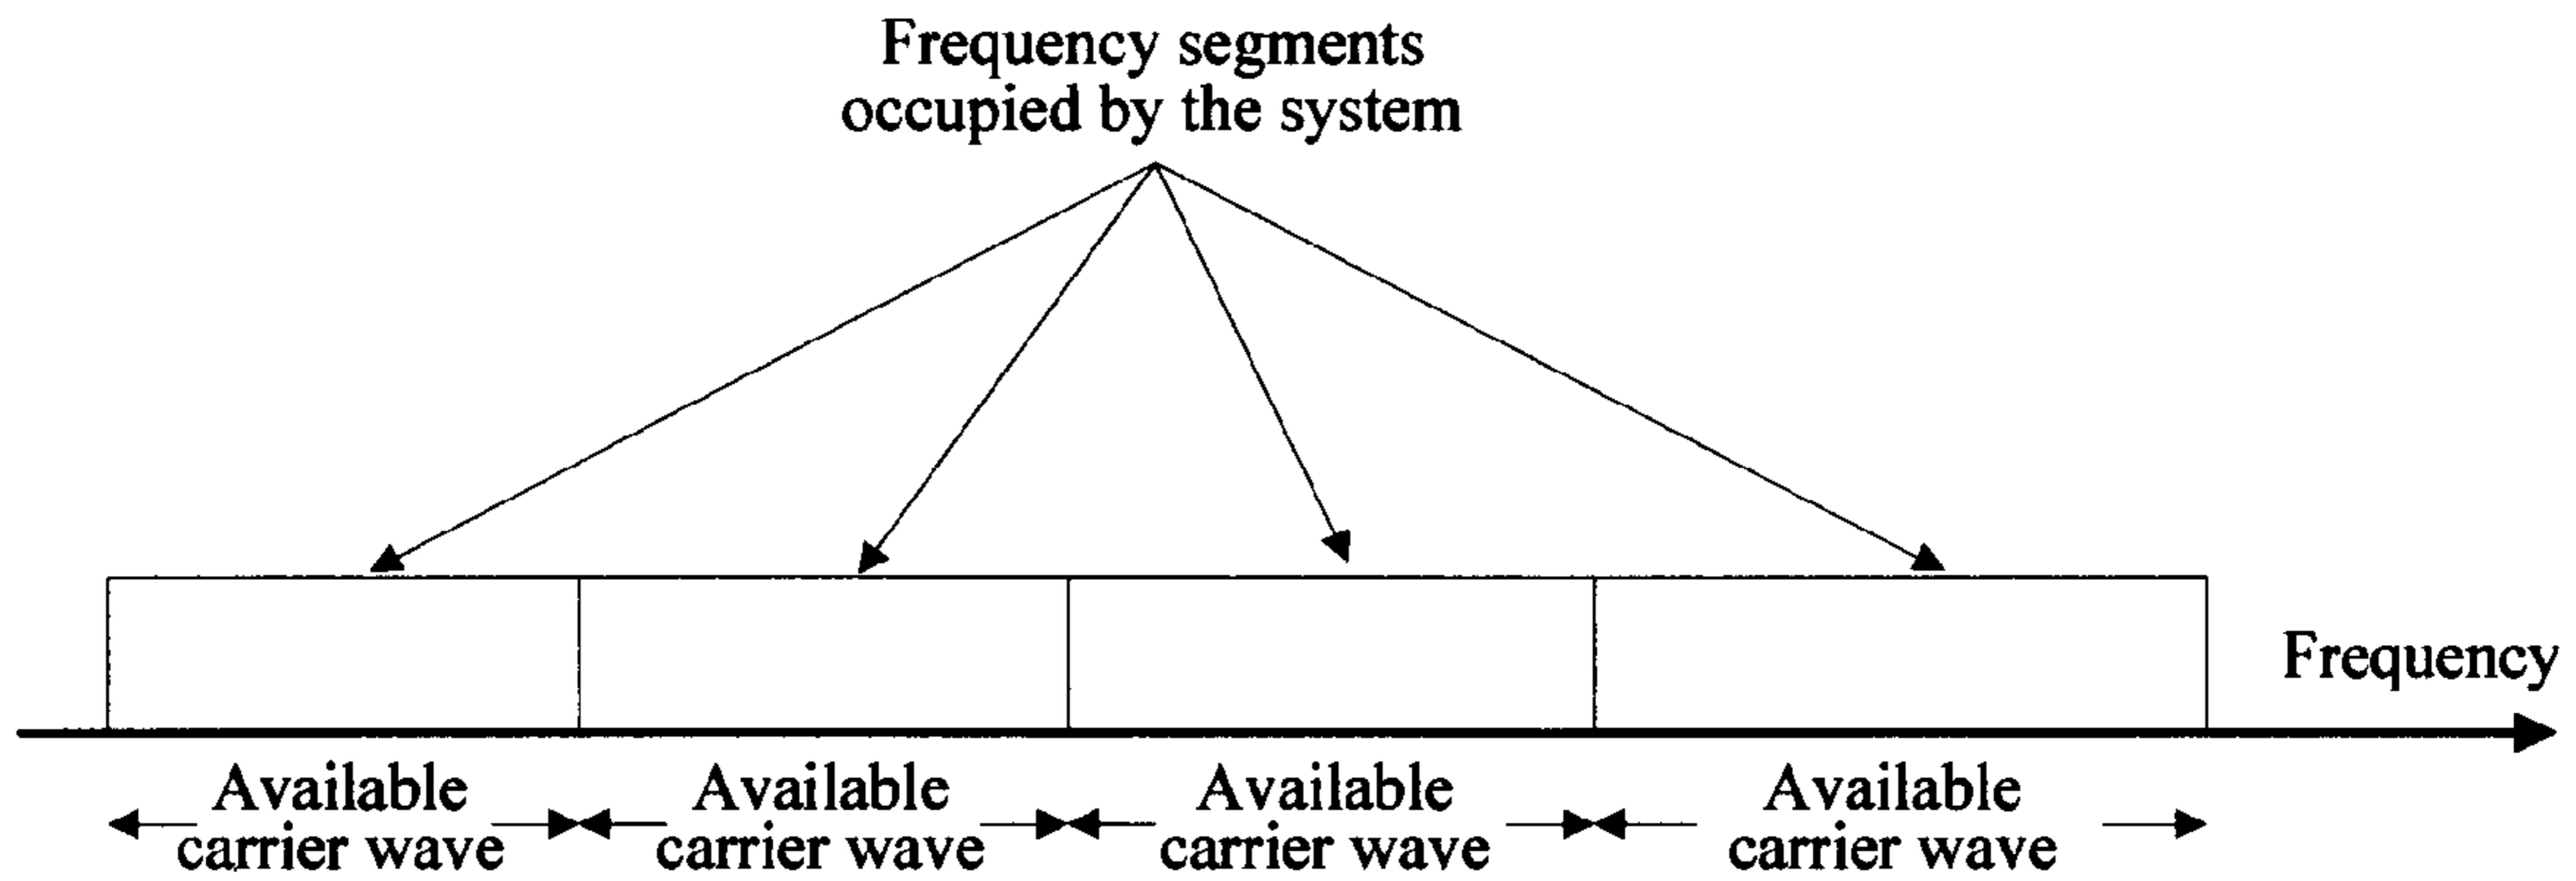 Frequency segments
occupied by the system
Frequency
Available
carrier wave
Available
carrier wave
Available
carrier wave
Available
carrier wave